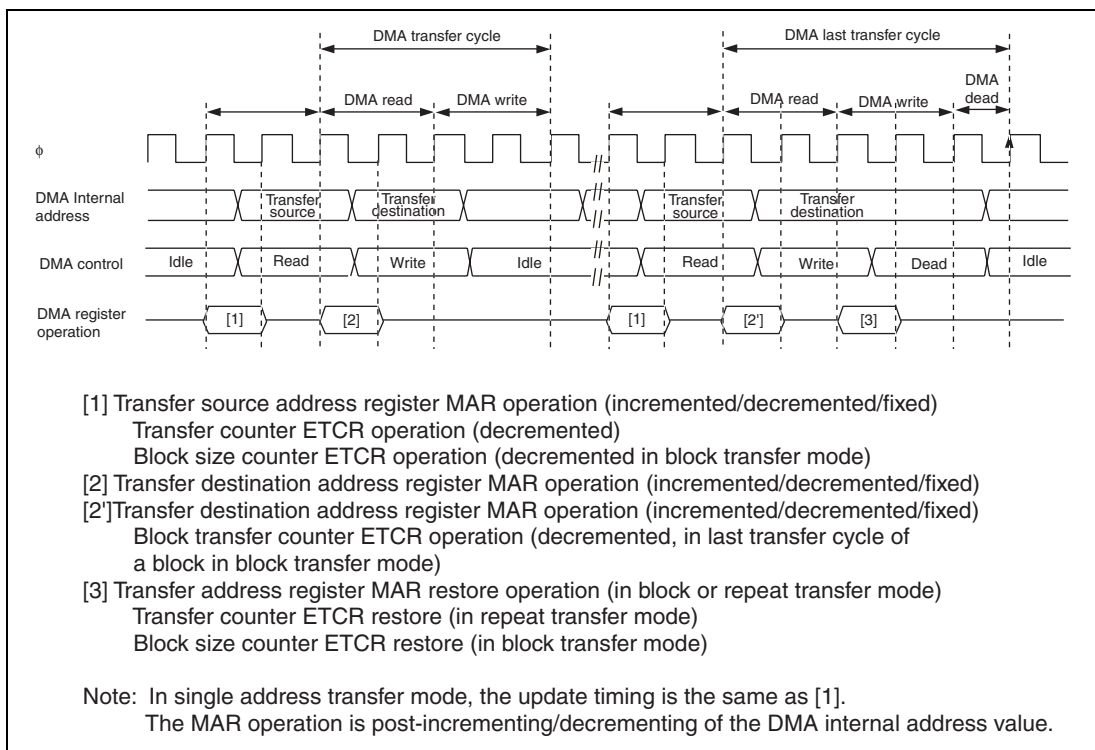 DMA transfer cycle
DMA last transfer cycle
DMA read
DMA write
DMA read
DMA write
DMA
dead
ϕ
DMA Internal
address
Transfer
source
Transfer
destination
Transfer
source
Transfer
destination
DMA control
Idle
Read
Write
Idle
Read
Write
Dead
Idle
DMA register
operation
[1]
[2]
[1]
[2']
[3]
[1] Transfer source address register MAR operation (incremented/decremented/fixed)
Transfer counter ETCR operation (decremented)
Block size counter ETCR operation (decremented in block transfer mode)
[2] Transfer destination address register MAR operation (incremented/decremented/fixed)
[2']Transfer destination address register MAR operation (incremented/decremented/fixed)
Block transfer counter ETCR operation (decremented, in last transfer cycle of
a block in block transfer mode)
[3] Transfer address register MAR restore operation (in block or repeat transfer mode)
Transfer counter ETCR restore (in repeat transfer mode)
Block size counter ETCR restore (in block transfer mode)
Note: In single address transfer mode, the update timing is the same as [1].
The MAR operation is post-incrementing/decrementing of the DMA internal address value.